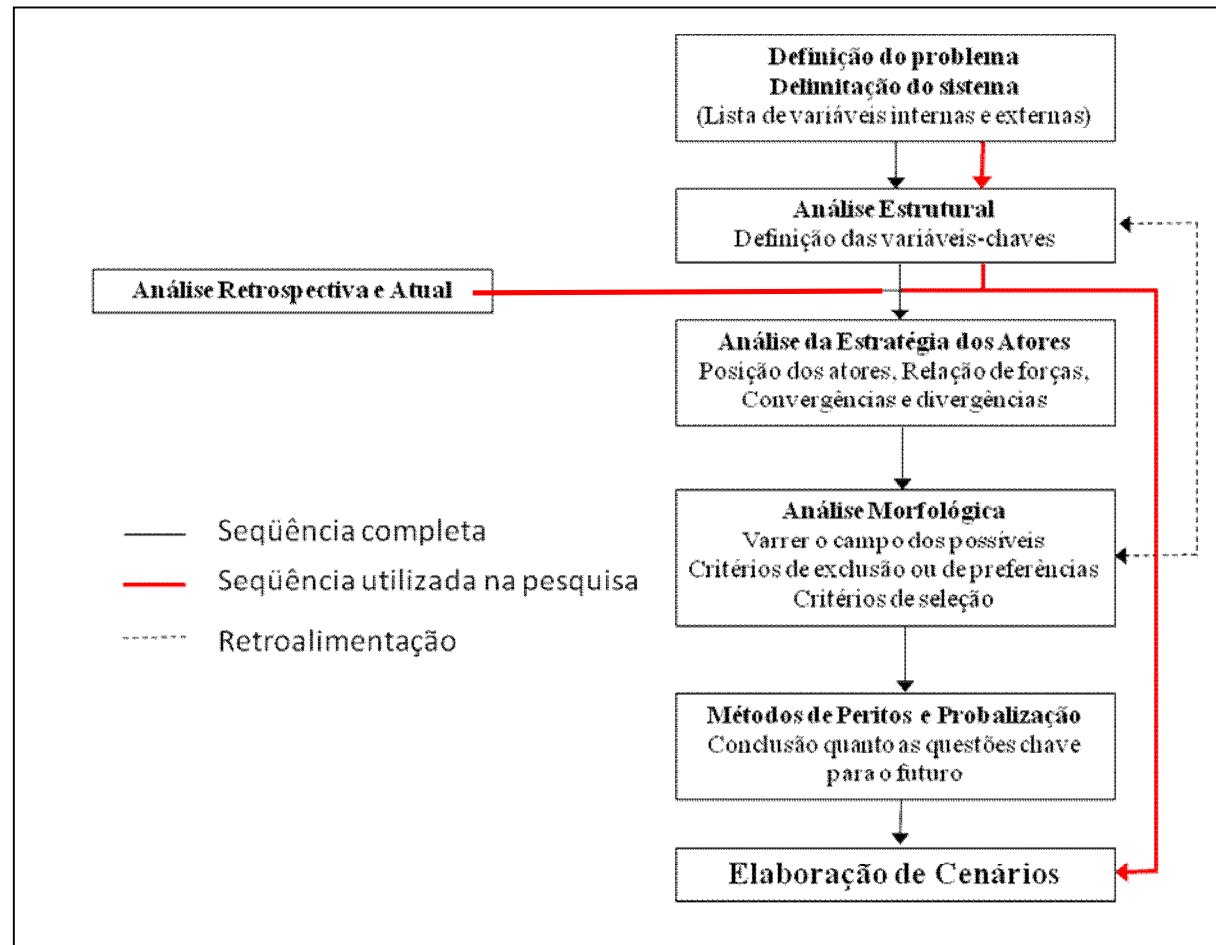 Definição do problema
Delimitação do sistema
(Lista de variáveis internas e externas)
Análise Estrutural
Definição das variáveis-chaves
Análise Retrospectiva e Atual
Análise da Estratégia dos Atores
Posição dos atores, Relação de forças,
Convergências e divergências
Análise Morfológica
Varrer o campo dos possíveis
Critérios de exclusão ou de preferências
Critérios de seleção
Seqüência completa
Seqüência utilizada na pesquisa
Retroalimentação
Métodos de Peritos e Probalização
Conclusão quanto as questões chave
para o futuro
Elaboração de Cenários